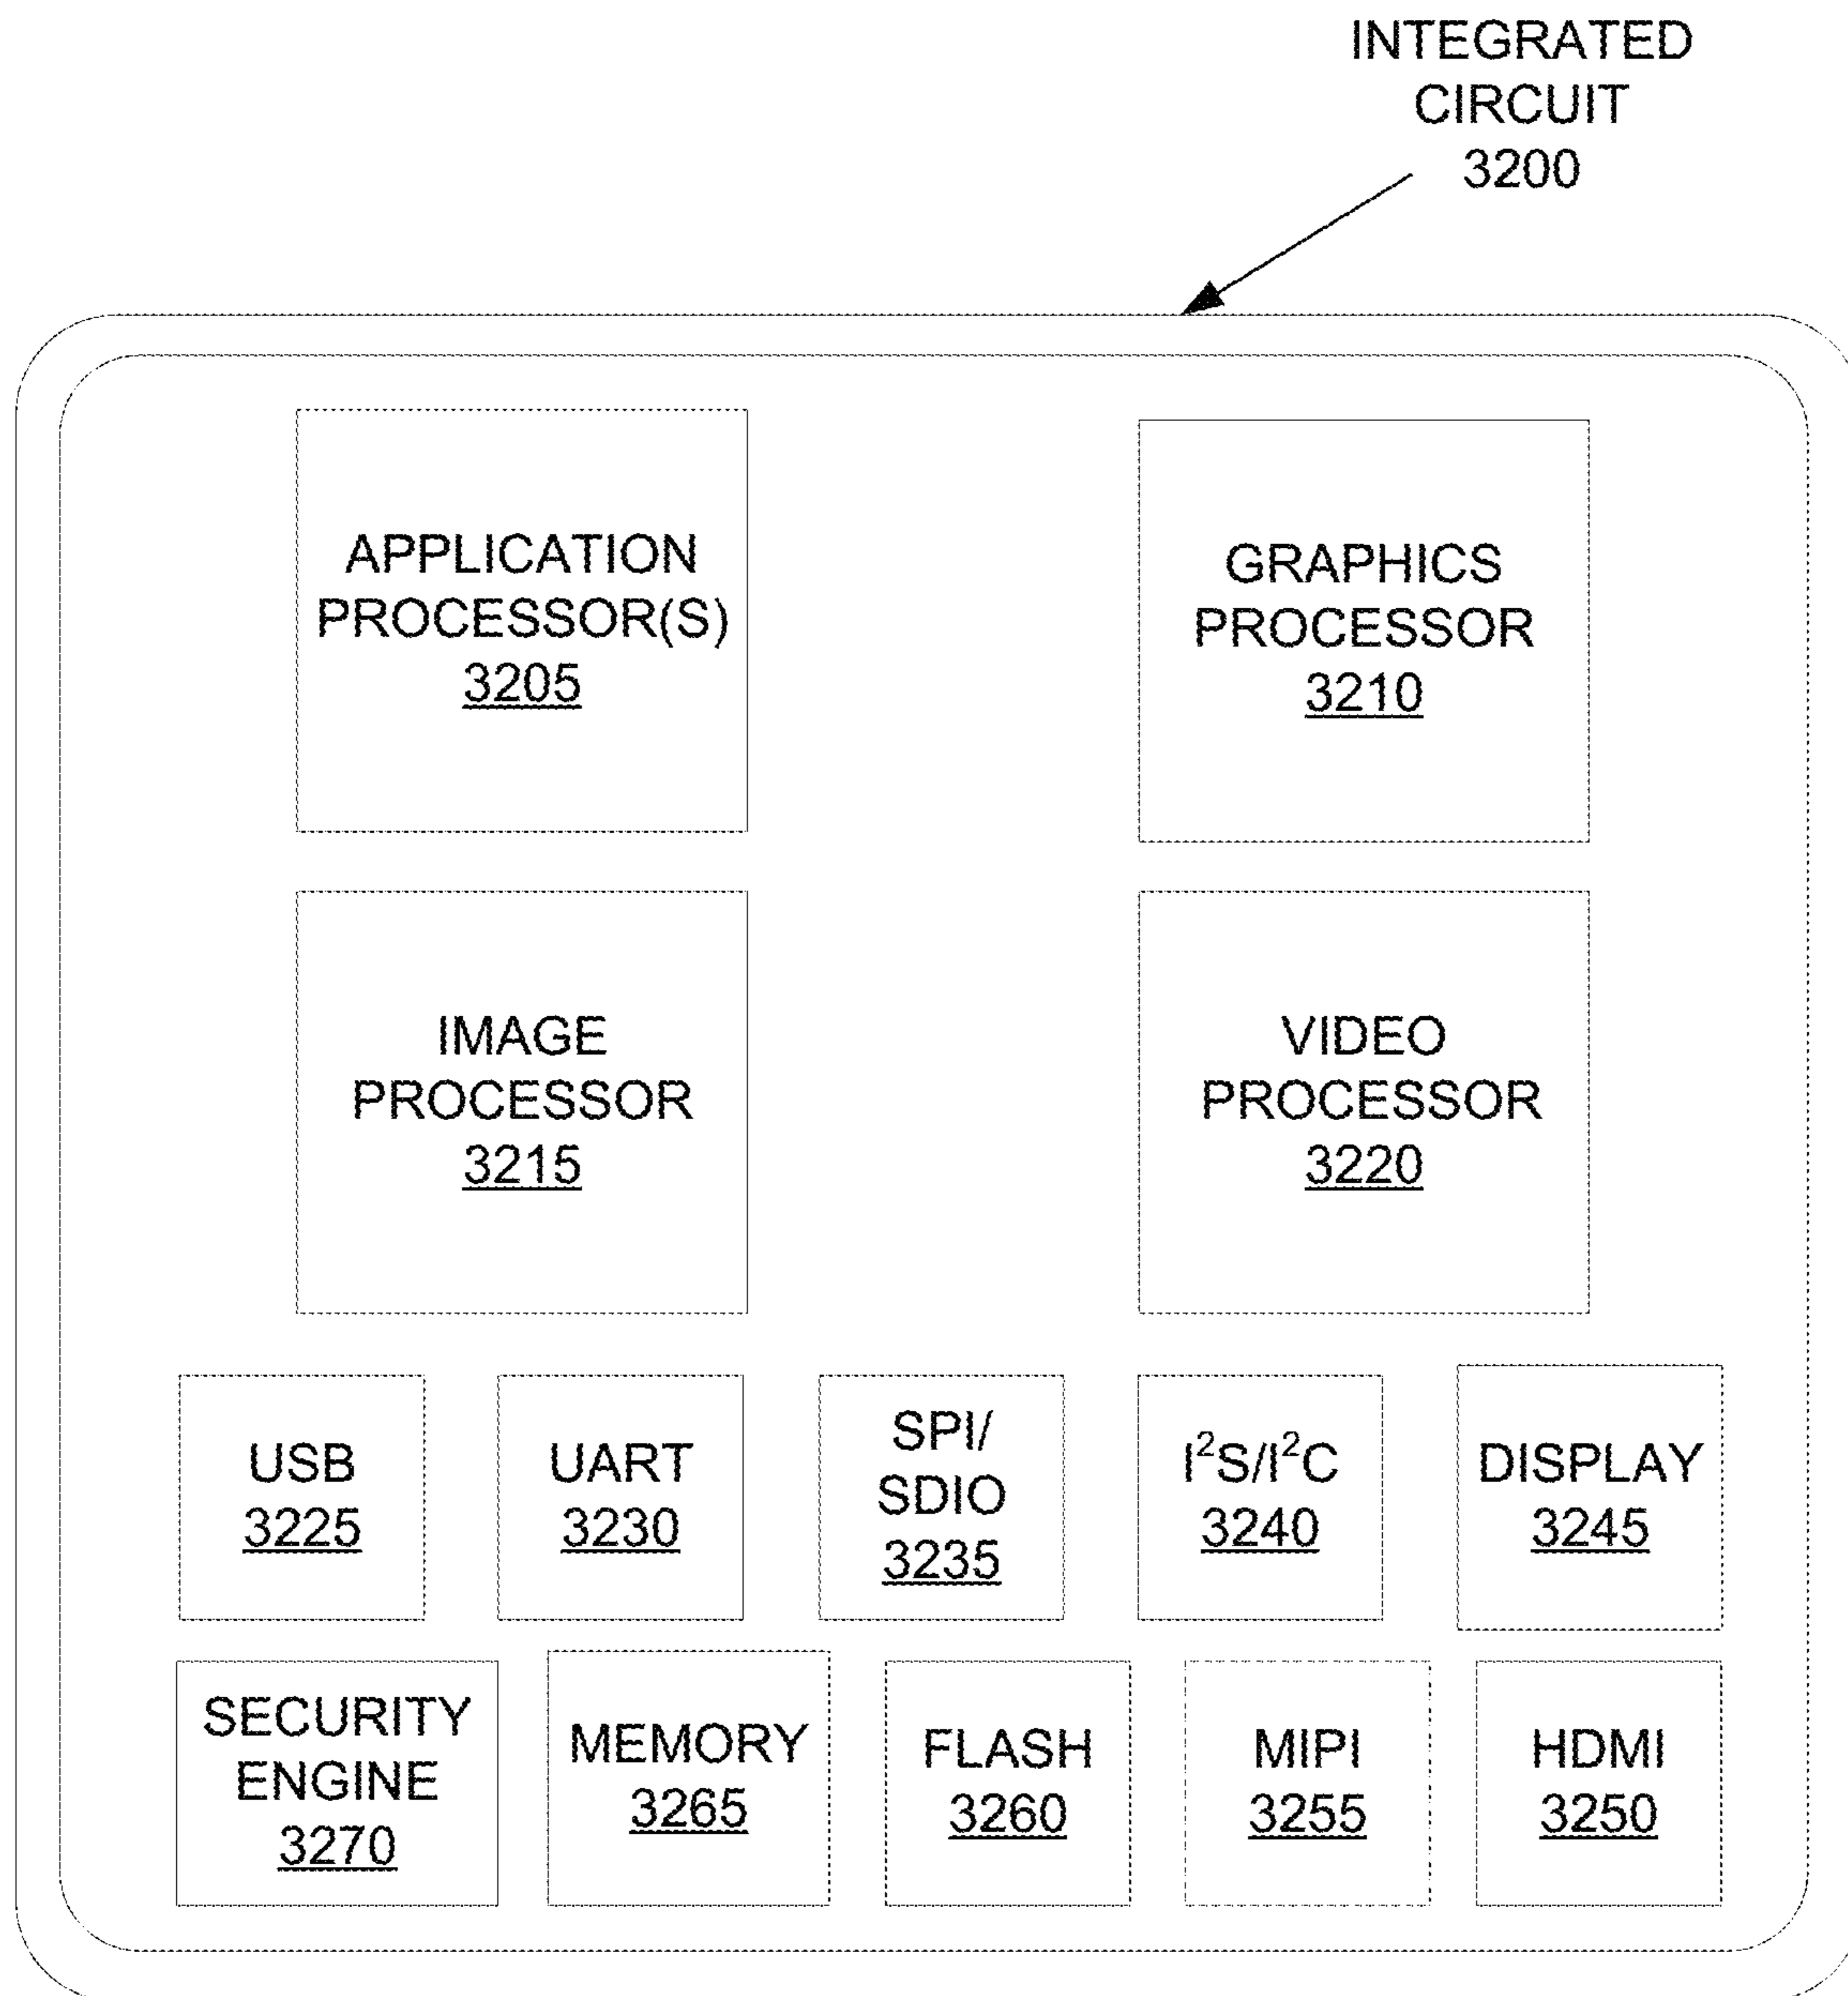 INTEGRATED
CIRCUIT
3200
APPLICATION
PROCESSOR(S)
3205
GRAPHICS
PROCESSOR
3210
IMAGE
PROCESSOR
3215
VIDEO
PROCESSOR
3220
USB
3225
UART
3230
SPI/
SDIO
3235
I²S/I²C
3240
DISPLAY
3245
SECURITY
ENGINE
3270
MEMORY
3265
FLASH
3260
MIPI
3255
HDMI
3250